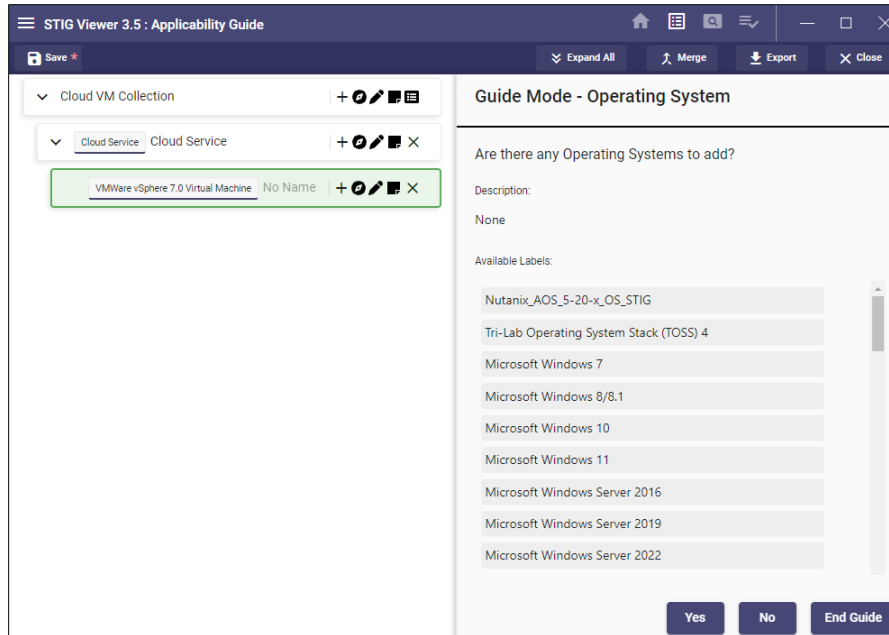 STIG Viewer 3.5 : Applicability Guide
Save *
Expand All
Merge
Export
Close
Cloud VM Collection
Cloud Service Cloud Service
VMWare vSphere 7.0 Virtual Machine No Name
Guide Mode - Operating System
Are there any Operating Systems to add?
Description:
None
Available Labels:
Nutanix_AOS_5-20-x_OS_STIG
Tri-Lab Operating System Stack (TOSS) 4
Microsoft Windows 7
Microsoft Windows 8/8.1
Microsoft Windows 10
Microsoft Windows 11
Microsoft Windows Server 2016
Microsoft Windows Server 2019
Microsoft Windows Server 2022
Yes
No
End Guide